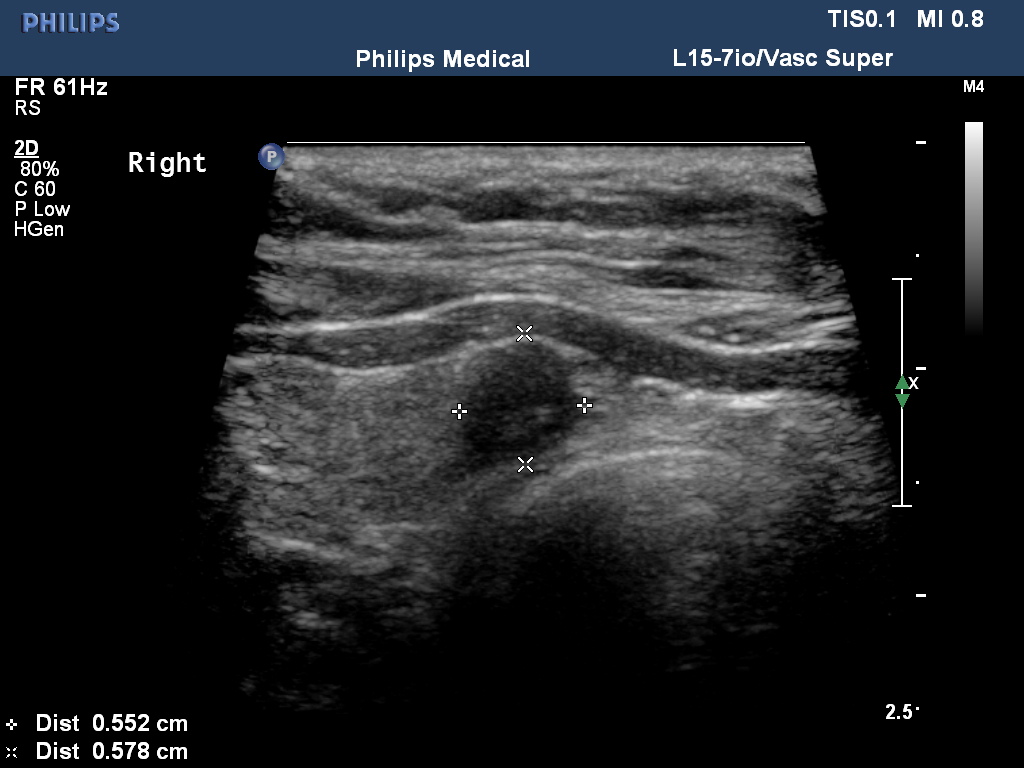 PHILIPS
TIS0.1 MI 0.8
Philips Medical
L15-7io/Vasc Super
FR 61Hz
RS
M4
2D
80%
C 60
P Low
HGen
Right
P
x
2.5
Dist 0.552 cm
Dist 0.578 cm